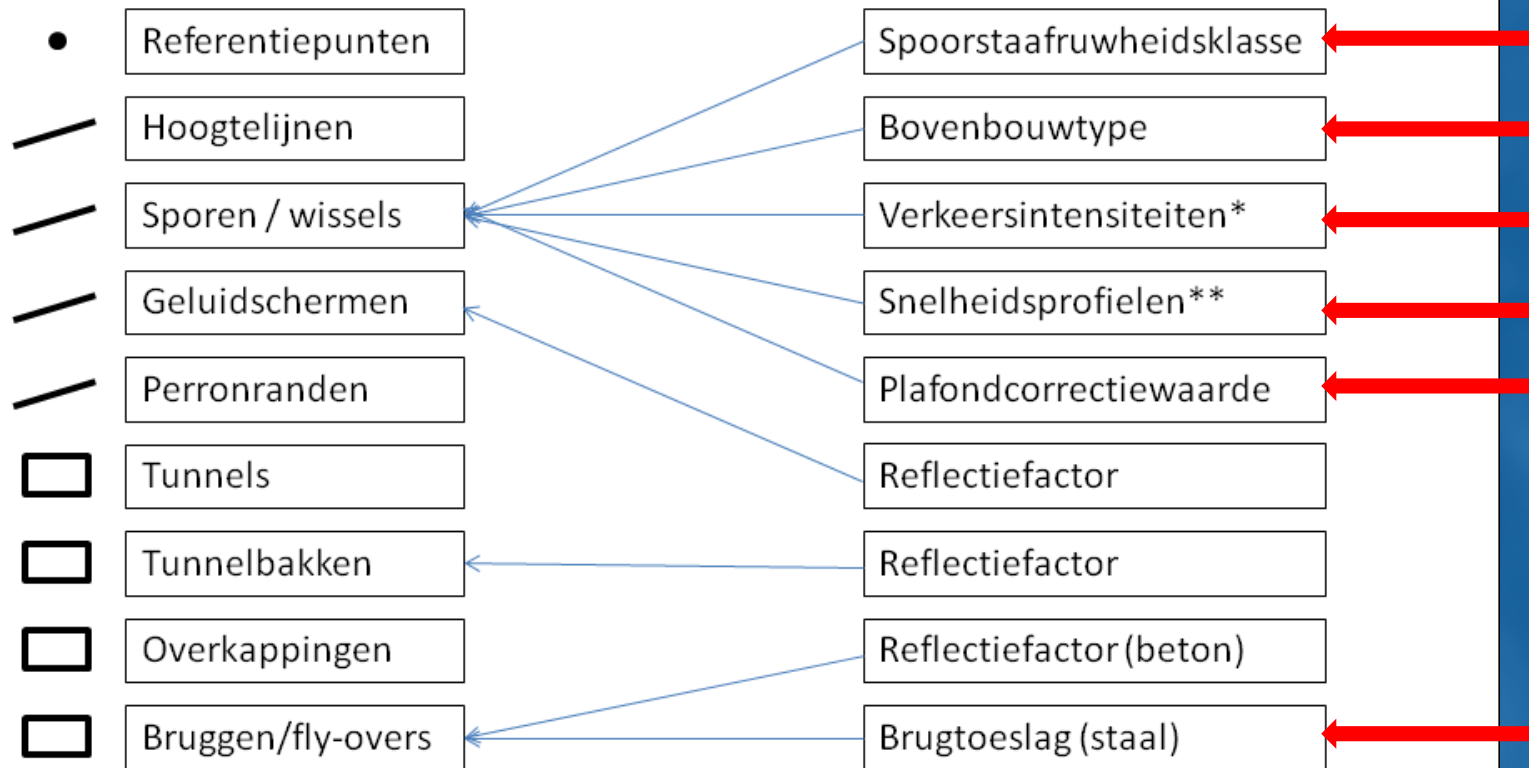 Referentiepunten
Spoorstaafruwheidsklasse
Hoogtelijnen
Bovenbouwtype
Sporen / wissels
Verkeersintensiteiten*
Geluidschermen
Snelheidsprofielen**
Perronranden
Plafondcorrectiewaarde
Tunnels
Reflectiefactor
Tunnelbakken
Reflectiefactor
Overkappingen
Reflectiefactor (beton)
Bruggen/fly-overs
Brugtoeslag (staal)